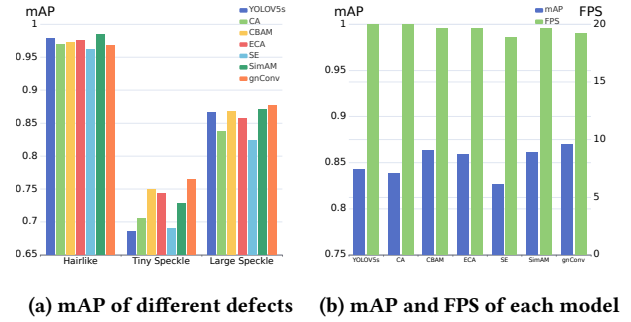 mAP
YOLOV5s
CA
CBAM
ECA
SE
SimAM
gnConv
1
0.95
0.9
0.85
0.8
0.75
0.7
0.65
Hairlike Tiny Speckle Large Speckle
(a) mAP of different defects
mAP FPS
mAP
FPS
1 20
0.95
0.9
0.85
0.8
0.75
20
15
10
5
0
YOLOV5s CA CBAM ECA SE SimAM gnConv
(b) mAP and FPS of each model